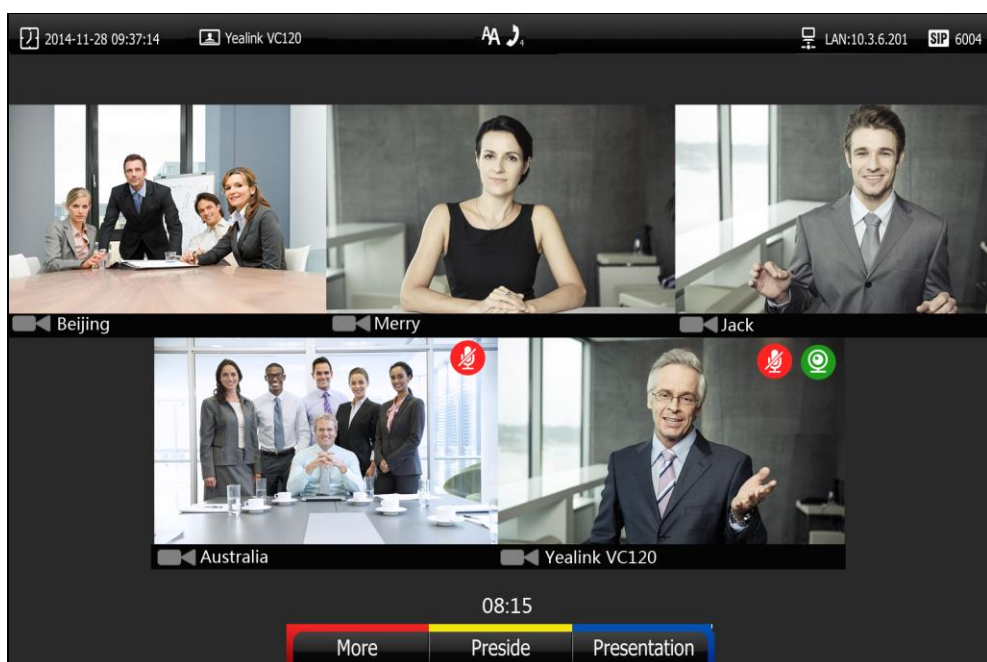 2014-11-28 09:37:14 Yealink VC120 AA 4 LAN:10.3.6.201 SIP 6004
Beijing Merry Jack
Australia Yealink VC120
08:15
More Preside Presentation